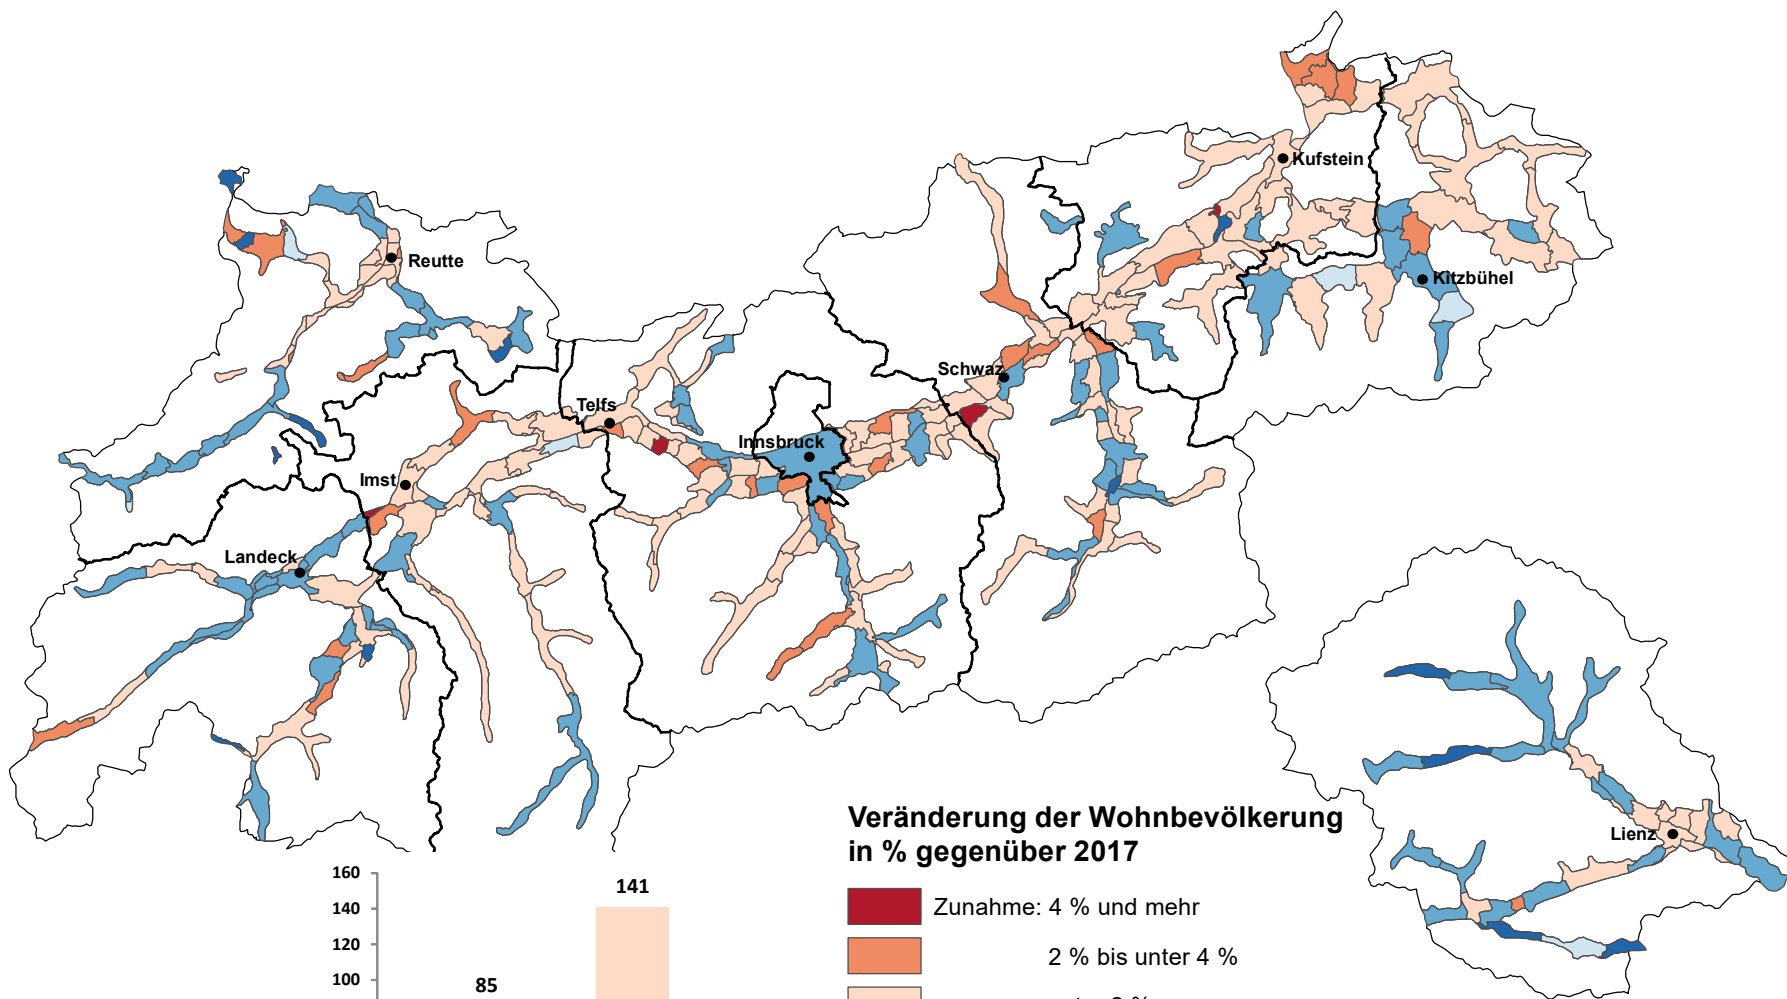 Kufstein
Reutte
Kitzbühel
Schwaz
Telfs
Innsbruck
Imst
Landeck
Lienz
Veränderung der Wohnbevölkerung
in % gegenüber 2017
Zunahme: 4 % und mehr
2 % bis unter 4 %
160
140
120
100
141
85